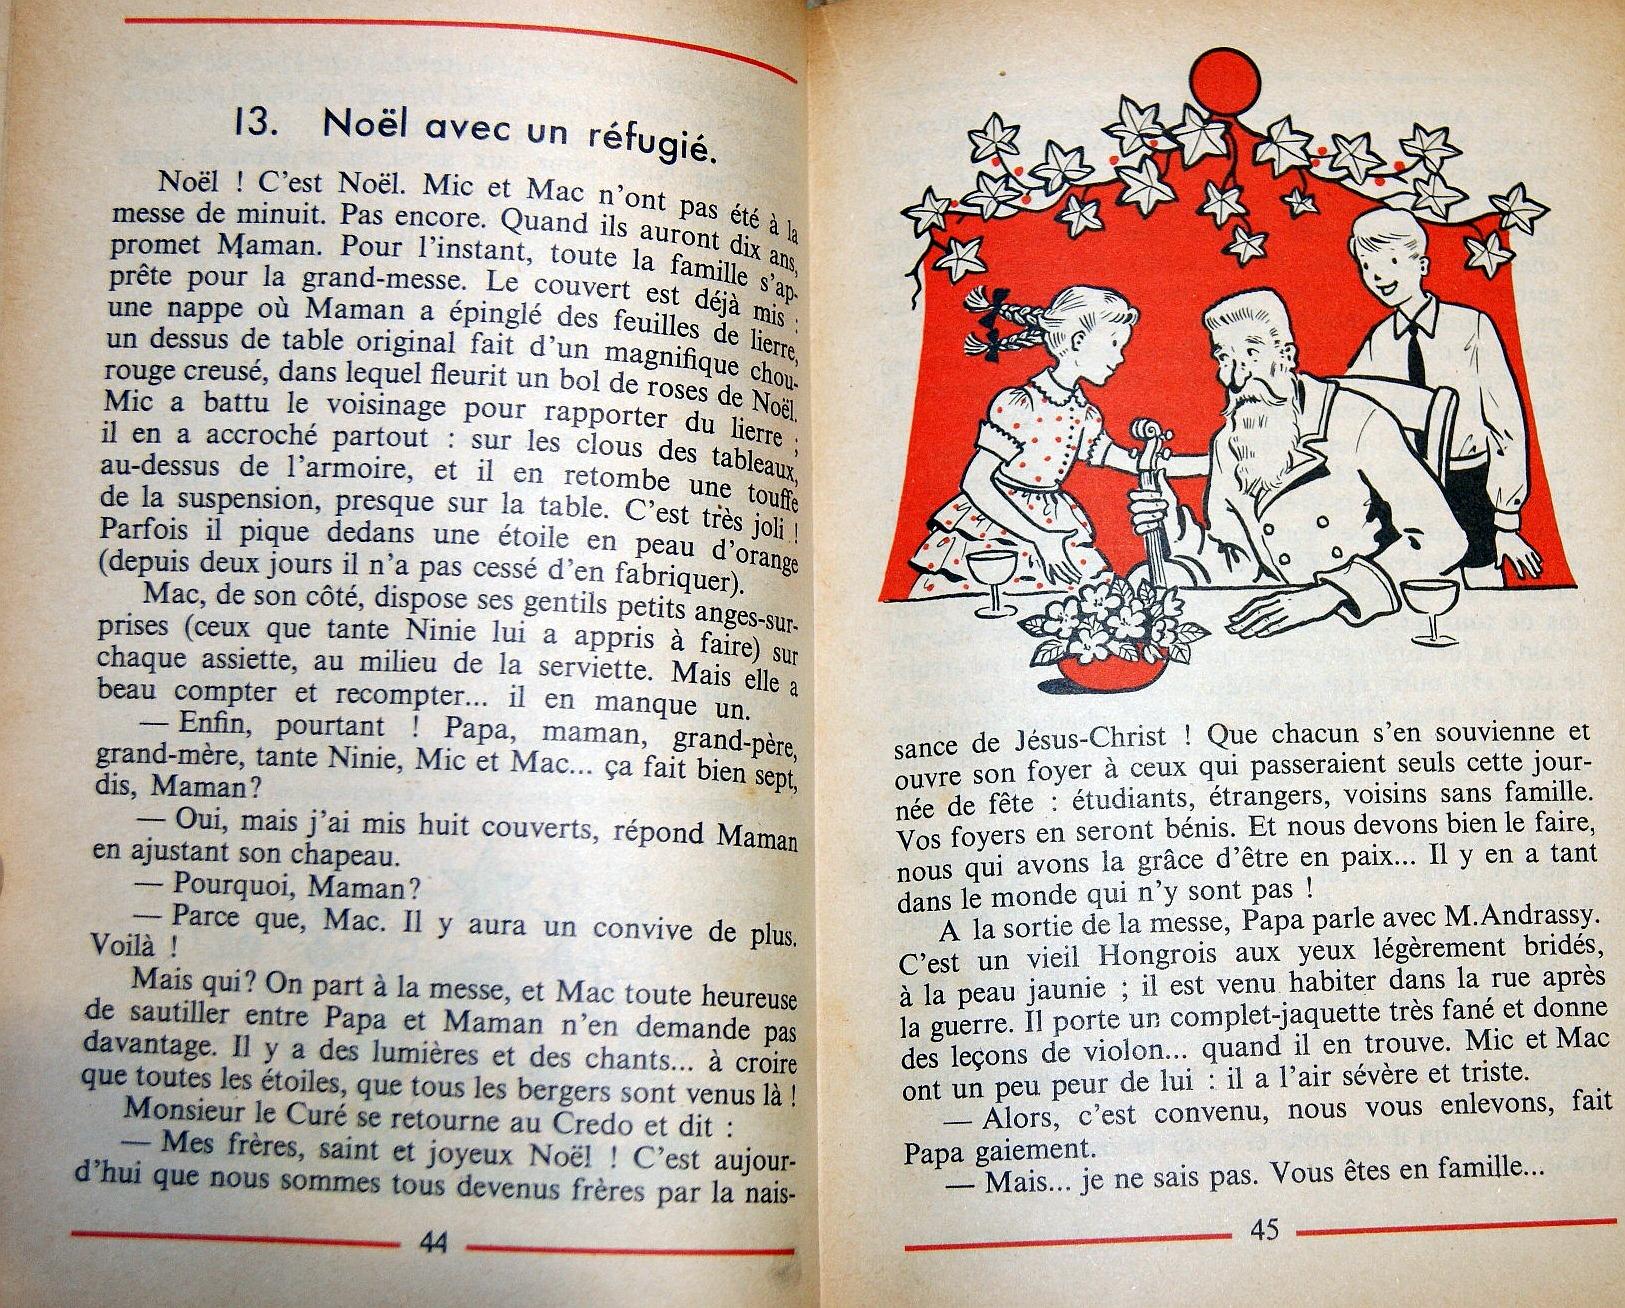 13. Noël avec un réfugié.
Noël ! C'est Noël. Mic et Mac n'ont pas été à la
messe de minuit. Pas encore. Quand ils auront dix ans,
promet Maman. Pour l'instant, toute la famille s'ap-
prête pour la grand-messe. Le couvert est déjà mis :
une nappe où Maman a épinglé des feuilles de lierre,
un dessus de table original fait d'un magnifique chou-
rouge creusé, dans lequel fleurit un bol de roses de Noël.
Mic a battu le voisinage pour rapporter du lierre ;
il en a accroché partout : sur les clous des tableaux,
au-dessus de l'armoire, et il en retombe une touffe
de la suspension, presque sur la table. C'est très joli !
Parfois il pique dedans une étoile en peau d'orange
(depuis deux jours il n'a pas cessé d'en fabriquer).
Mac, de son côté, dispose ses gentils petits anges-sur-
prises (ceux que tante Ninie lui a appris à faire) sur
chaque assiette, au milieu de la serviette. Mais elle a
beau compter et recompter... il en manque un.
— Enfin, pourtant ! Papa, maman, grand-père,
grand-mère, tante Ninie, Mic et Mac... ça fait bien sept,
dis, Maman?
— Oui, mais j'ai mis huit couverts, répond Maman
en ajustant son chapeau.
— Pourquoi, Maman?
— Parce que, Mac. Il y aura un convive de plus.
Voilà !
Mais qui? On part à la messe, et Mac toute heureuse
de sautiller entre Papa et Maman n'en demande pas
davantage. Il y a des lumières et des chants... à croire
que toutes les étoiles, que tous les bergers sont venus là !
Monsieur le Curé se retourne au Credo et dit :
— Mes frères, saint et joyeux Noël ! C'est aujour-
d'hui que nous sommes tous devenus frères par la nais-
44
sance de Jésus-Christ ! Que chacun s'en souvienne et
ouvre son foyer à ceux qui passeraient seuls cette jour-
née de fête : étudiants, étrangers, voisins sans famille.
Vos foyers en seront bénis. Et nous devons bien le faire,
nous qui avons la grâce d'être en paix... Il y en a tant
dans le monde qui n'y sont pas !
A la sortie de la messe, Papa parle avec M.Andrassy.
C'est un vieil Hongrois aux yeux légèrement bridés,
à la peau jaunie ; il est venu habiter dans la rue après
la guerre. Il porte un complet-jaquette très fané et donne
des leçons de violon... quand il en trouve. Mic et Mac
ont un peu peur de lui : il a l'air sévère et triste.
— Alors, c'est convenu, nous vous enlevons, fait
Papa gaiement.
— Mais... je ne sais pas. Vous êtes en famille...
45